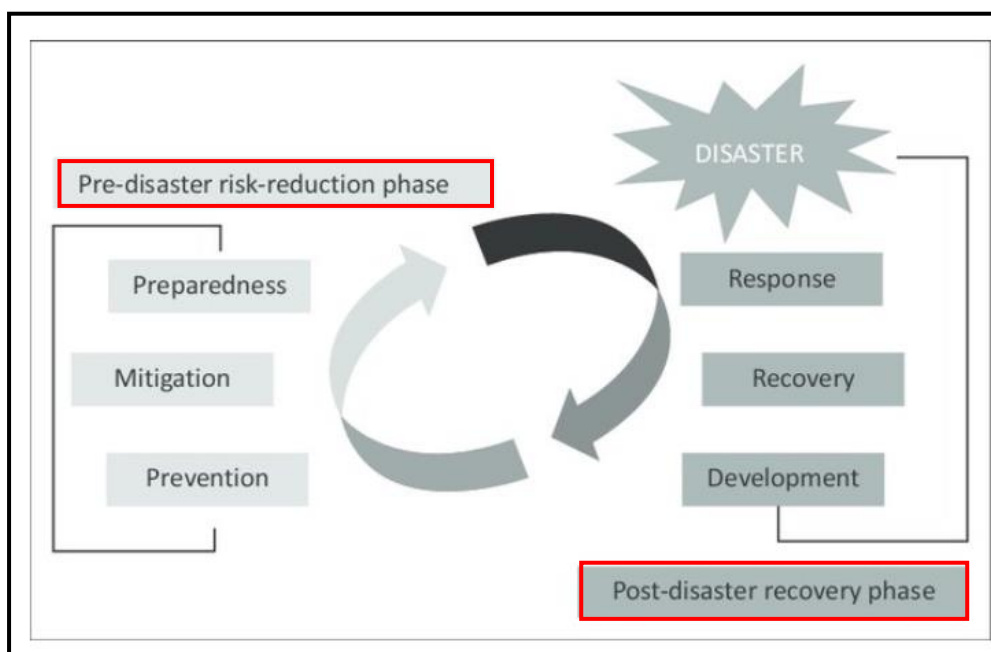 DISASTER
Pre-disaster risk-reduction phase
Preparedness
Mitigation
Prevention
Response
Recovery
Development
Post-disaster recovery phase